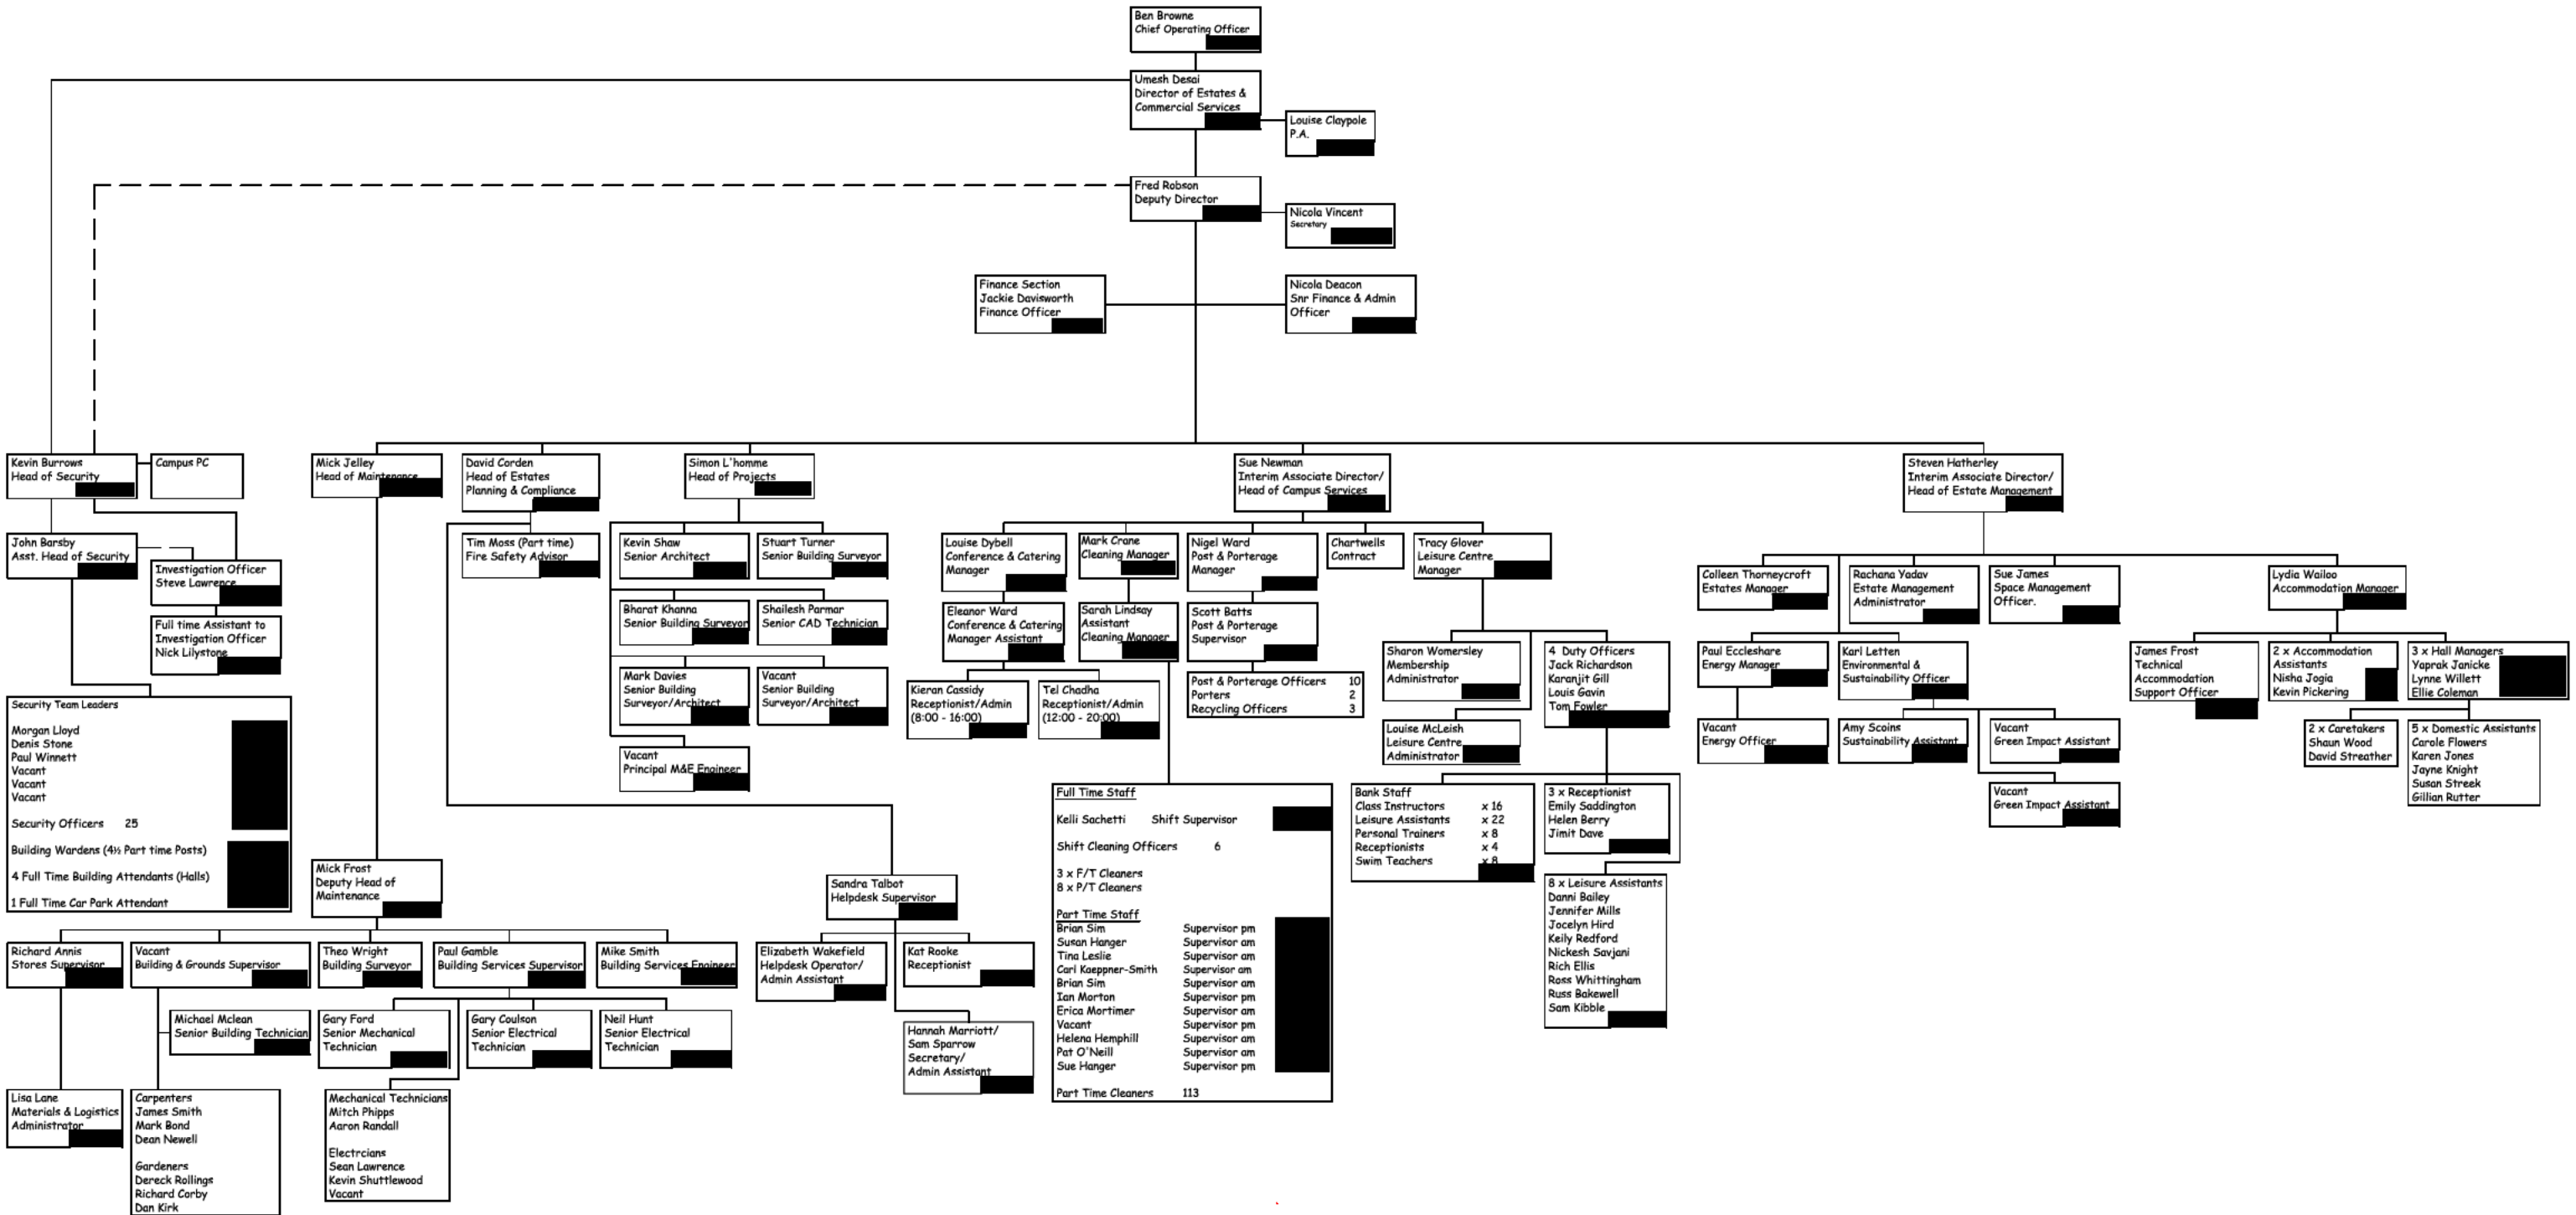 Ben Browne
Chief Operating Officer
Umesh Desai
Director of Estates &
Commercial Services
Louise Claypole
P.A.
Fred Robson
Deputy Director
Nicola Vincent
Secretary
Finance Section
Jackie Davisworth
Finance Officer
Nicola Deacon
Snr Finance & Admin
Officer
Kevin Burrows
Head of Security
Campus PC
Mick Jelley
Head of Maintenance
David Corden
Head of Estates
Planning & Compliance
Simon L'homme
Head of Projects
Sue Newman
Interim Associate Director/
Head of Campus Services
Steven Hatherley
Interim Associate Director/
Head of Estate Management
John Barsby
Asst. Head of Security
Investigation Officer
Steve Lawrence
Full time Assistant to
Investigation Officer
Nick Lilystone
Security Team Leaders
Morgan Lloyd
Denis Stone
Paul Winnett
Vacant
Vacant
Vacant
Security Officers 25
Building Wardens (4½ Part time Posts)
4 Full Time Building Attendants (Halls)
1 Full Time Car Park Attendant
Tim Moss (Part time)
Fire Safety Advisor
Kevin Shaw
Senior Architect
Stuart Turner
Senior Building Surveyor
Bharat Khanna
Senior Building Surveyor
Shailesh Parmar
Senior CAD Technician
Mark Davies
Senior Building
Surveyor/Architect
Vacant
Senior Building
Surveyor/Architect
Vacant
Principal M&E Engineer
Louise Dybell
Conference & Catering
Manager
Mark Crane
Cleaning Manager
Nigel Ward
Post & Porterage
Manager
Chartwells
Contract
Tracy Glover
Leisure Centre
Manager
Eleanor Ward
Conference & Catering
Manager Assistant
Sarah Lindsay
Assistant
Cleaning Manager
Scott Batts
Post & Porterage
Supervisor
Kieran Cassidy
Receptionist/Admin
(8:00 - 16:00)
Tel Chadha
Receptionist/Admin
(12:00 - 20:00)
Post & Porterage Officers 10
Porters 2
Recycling Officers 3
Sharon Womersley
Membership
Administrator
4 Duty Officers
Jack Richardson
Karanjit Gill
Louis Gavin
Tom Fowler
Louise McLeish
Leisure Centre
Administrator
Bank Staff
Class Instructors x 16
Leisure Assistants x 22
Personal Trainers x 8
Receptionists x 4
Swim Teachers x 8
3 x Receptionist
Emily Saddington
Helen Berry
Jimit Dave
8 x Leisure Assistants
Danni Bailey
Jennifer Mills
Jocelyn Hird
Keily Redford
Nickesh Savjani
Rich Ellis
Ross Whittingham
Russ Bakewell
Sam Kibble
Full Time Staff
Kelli Sachetti Shift Supervisor
Shift Cleaning Officers 6
3 x F/T Cleaners
8 x P/T Cleaners
Part Time Staff
Brian Sim Supervisor pm
Susan Hanger Supervisor am
Tina Leslie Supervisor am
Carl Kaeppner-Smith Supervisor am
Brian Sim Supervisor am
Ian Morton Supervisor pm
Erica Mortimer Supervisor am
Vacant Supervisor pm
Helena Hemphill Supervisor am
Pat O'Neill Supervisor am
Sue Hanger Supervisor pm
Part Time Cleaners 113
Colleen Thorneycroft
Estates Manager
Rachana Yadav
Estate Management
Administrator
Sue James
Space Management
Officer.
Lydia Wailoo
Accommodation Manager
Paul Eccleshare
Energy Manager
Karl Letten
Environmental &
Sustainability Officer
Vacant
Energy Officer
Amy Scoins
Sustainability Assistant
Vacant
Green Impact Assistant
Vacant
Green Impact Assistant
James Frost
Technical
Accommodation
Support Officer
2 x Accommodation
Assistants
Nisha Jogia
Kevin Pickering
3 x Hall Managers
Yaprak Janicke
Lynne Willett
Ellie Coleman
2 x Caretakers
Shaun Wood
David Streather
5 x Domestic Assistants
Carole Flowers
Karen Jones
Jayne Knight
Susan Streek
Gillian Rutter
Mick Frost
Deputy Head of
Maintenance
Sandra Talbot
Helpdesk Supervisor
Richard Annis
Stores Supervisor
Vacant
Building & Grounds Supervisor
Theo Wright
Building Surveyor
Paul Gamble
Building Services Supervisor
Mike Smith
Building Services Engineer
Elizabeth Wakefield
Helpdesk Operator/
Admin Assistant
Kat Rooke
Receptionist
Michael Mclean
Senior Building Technician
Gary Ford
Senior Mechanical
Technician
Gary Coulson
Senior Electrical
Technician
Neil Hunt
Senior Electrical
Technician
Hannah Marriott/
Sam Sparrow
Secretary/
Admin Assistant
Lisa Lane
Materials & Logistics
Administrator
Carpenters
James Smith
Mark Bond
Dean Newell
Gardeners
Dereck Rollings
Richard Corby
Dan Kirk
Mechanical Technicians
Mitch Phipps
Aaron Randall
Electrcians
Sean Lawrence
Kevin Shuttlewood
Vacant